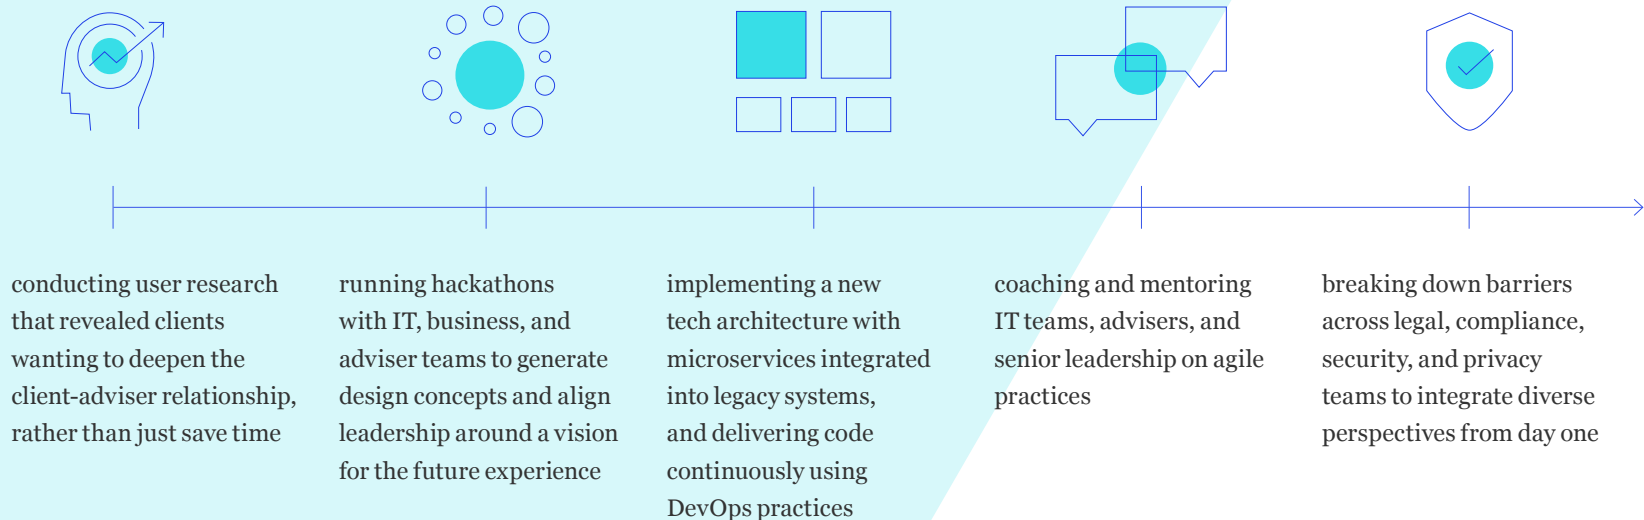 conducting user research
that revealed clients
wanting to deepen the
client-adviser relationship,
rather than just save time
running hackathons
with IT, business, and
adviser teams to generate
design concepts and align
leadership around a vision
for the future experience
implementing a new
tech architecture with
microservices integrated
into legacy systems,
and delivering code
continuously using
DevOps practices
coaching and mentoring
IT teams, advisers, and
senior leadership on agile
practices
breaking down barriers
across legal, compliance,
security, and privacy
teams to integrate diverse
perspectives from day one